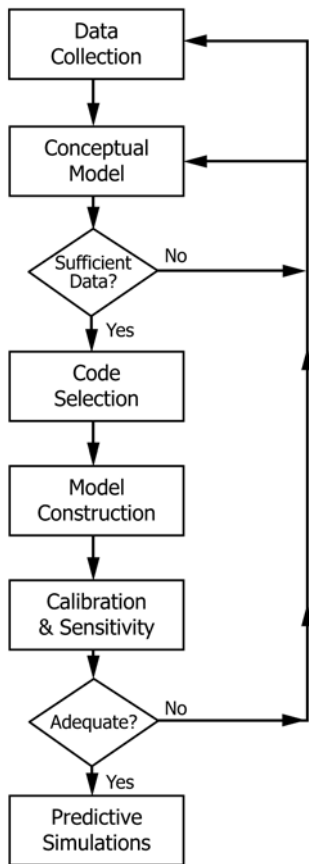 Data
Collection
Conceptual
Model
Sufficient
Data?
No
Yes
Code
Selection
Model
Construction
Calibration
& Sensitivity
Adequate?
No
Yes
Predictive
Simulations